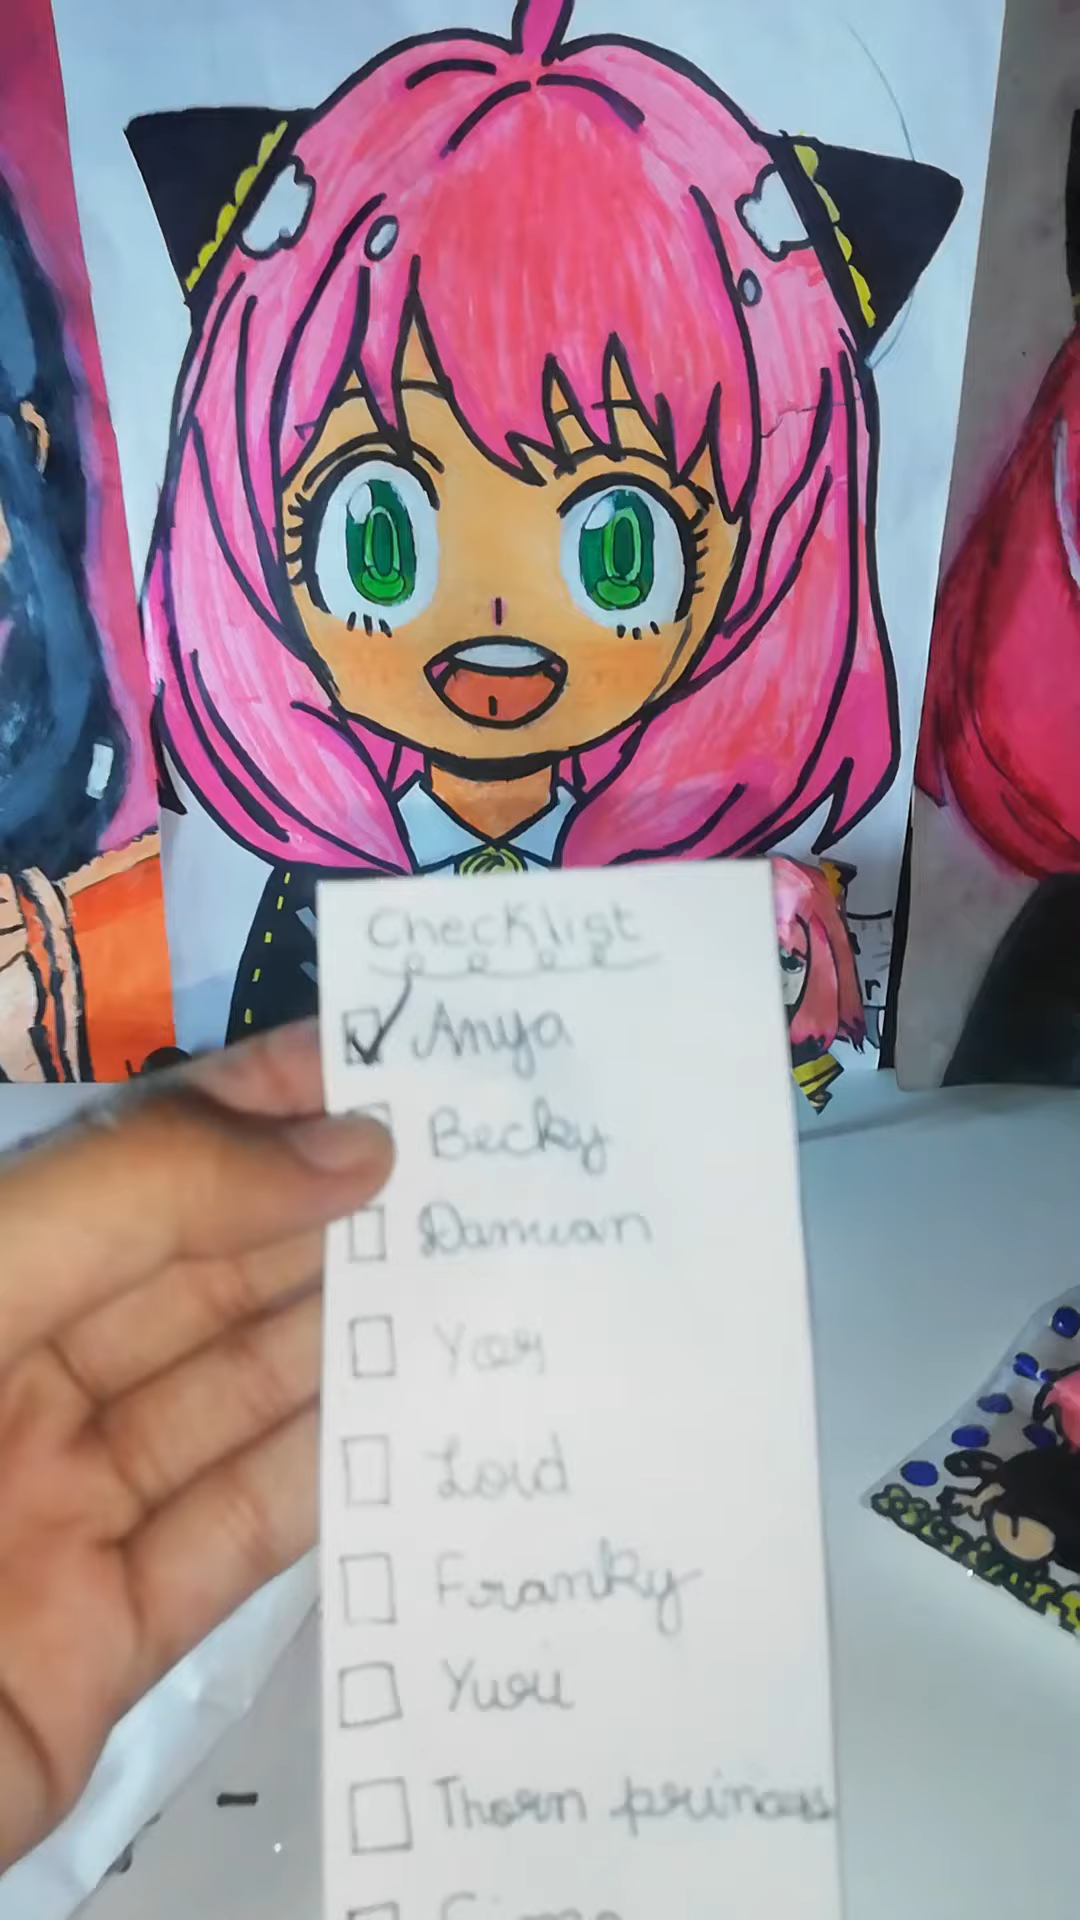 Checklist
Anya
Becky
Damian
Yor
Loid
Franky
Yuri
Thorn princess